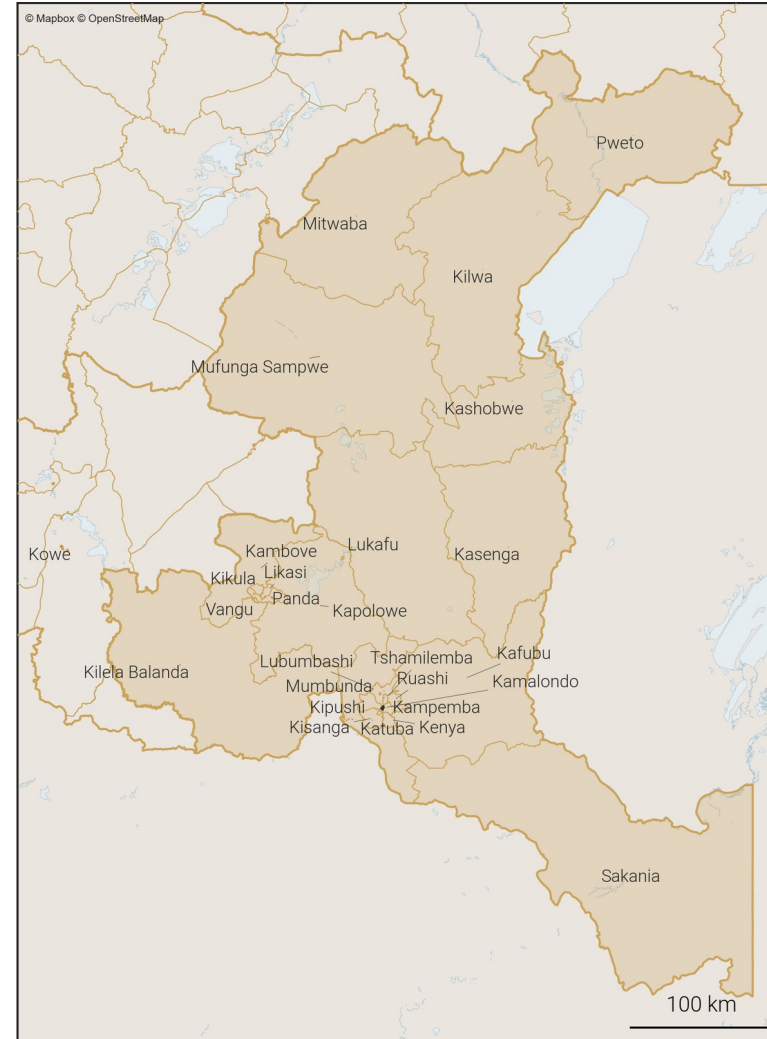 © Mapbox © OpenStreetMap
Pweto
Mitwaba
Kilwa
Mufunga Sampwe
Kashobwe
Lukafu
Kowe
Kambove
Kasenga
Likasi
Kikula
Panda
Vangu
Kapolowe
Kafubu
Tshamilemba
Lubumbashi
Kilela Balanda
Ruashi
Kamalondo
Mumbunda
Kipushi
Kampemba
Kisanga
Katuba
Kenya
Sakania
100 km